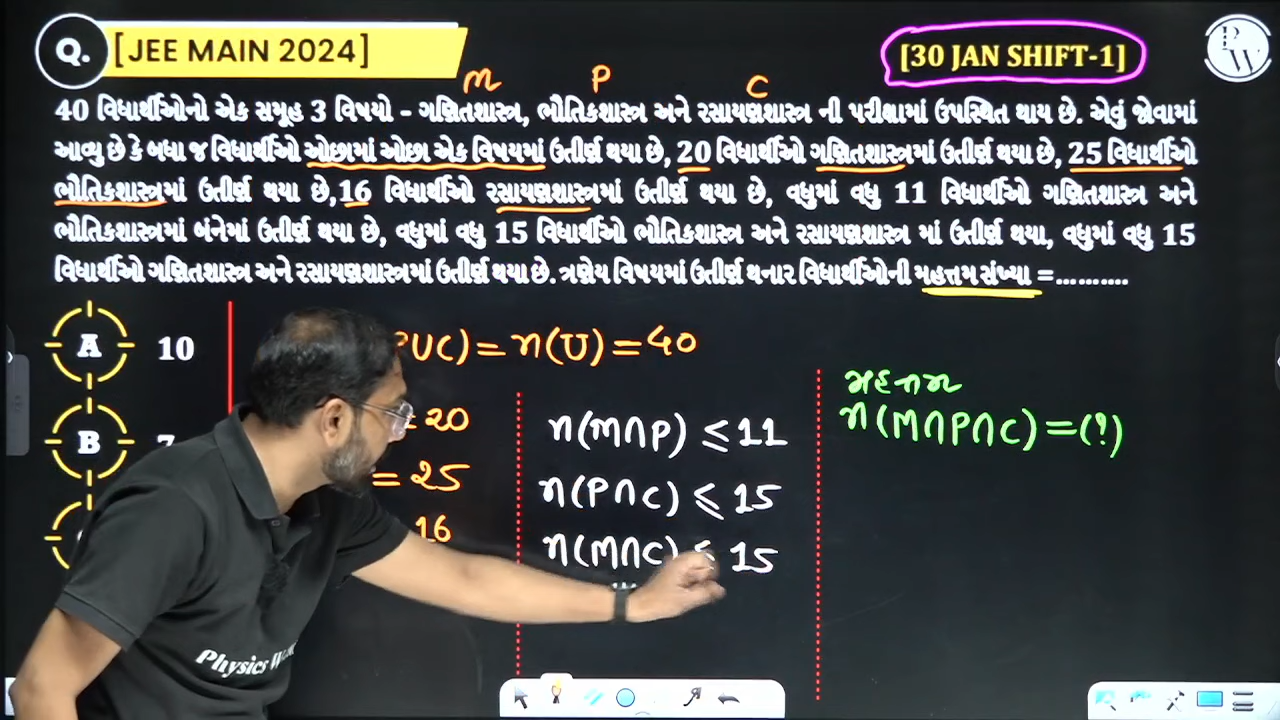 Q. [JEE MAIN 2024]
[30 JAN SHIFT-1]
PW
m P C
40 વિદ્યાર્થીઓનો એક સમૂહ 3 વિષયો – ગણિતશાસ્ત્ર, ભૌતિકશાસ્ત્ર અને રસાયણશાસ્ત્ર ની પરીક્ષામાં ઉપસ્થિત થાય છે. એવું જોવામાં
આવ્યુ છે કે બધા જ વિદ્યાર્થીઓ ઓછામાં ઓછા એક વિષયમાં ઉતીર્ણ થયા છે, 20 વિદ્યાર્થીઓ ગણિતશાસ્ત્રમાં ઉતીર્ણ થયા છે, 25 વિદ્યાર્થીઓ
ભૌતિકશાસ્ત્રમાં ઉતીર્ણ થયા છે,16 વિદ્યાર્થીઓ રસાયણશાસ્ત્રમાં ઉતીર્ણ થયા છે, વધુમાં વધુ 11 વિદ્યાર્થીઓ ગણિતશાસ્ત્ર અને
ભૌતિકશાસ્ત્રમાં બંનેમાં ઉતીર્ણ થયા છે, વધુમાં વધુ 15 વિદ્યાર્થીઓ ભૌતિકશાસ્ત્ર અને રસાયણશાસ્ત્ર માં ઉતીર્ણ થયા, વધુમાં વધુ 15
વિદ્યાર્થીઓ ગણિતશાસ્ત્ર અને રસાયણશાસ્ત્રમાં ઉતીર્ણ થયા છે. ત્રણેય વિષયમાં ઉતીર્ણ થનાર વિદ્યાર્થીઓની મહત્તમ સંખ્યા =..........
A 10
PUC) = n(U) = 40
B
= 20
= 25
16
n(M∩P) ≤ 11
n(P∩C) ≤ 15
n(M∩C) ≤ 15
મહત્તમ
n(M∩P∩C) = (?)
Physics W